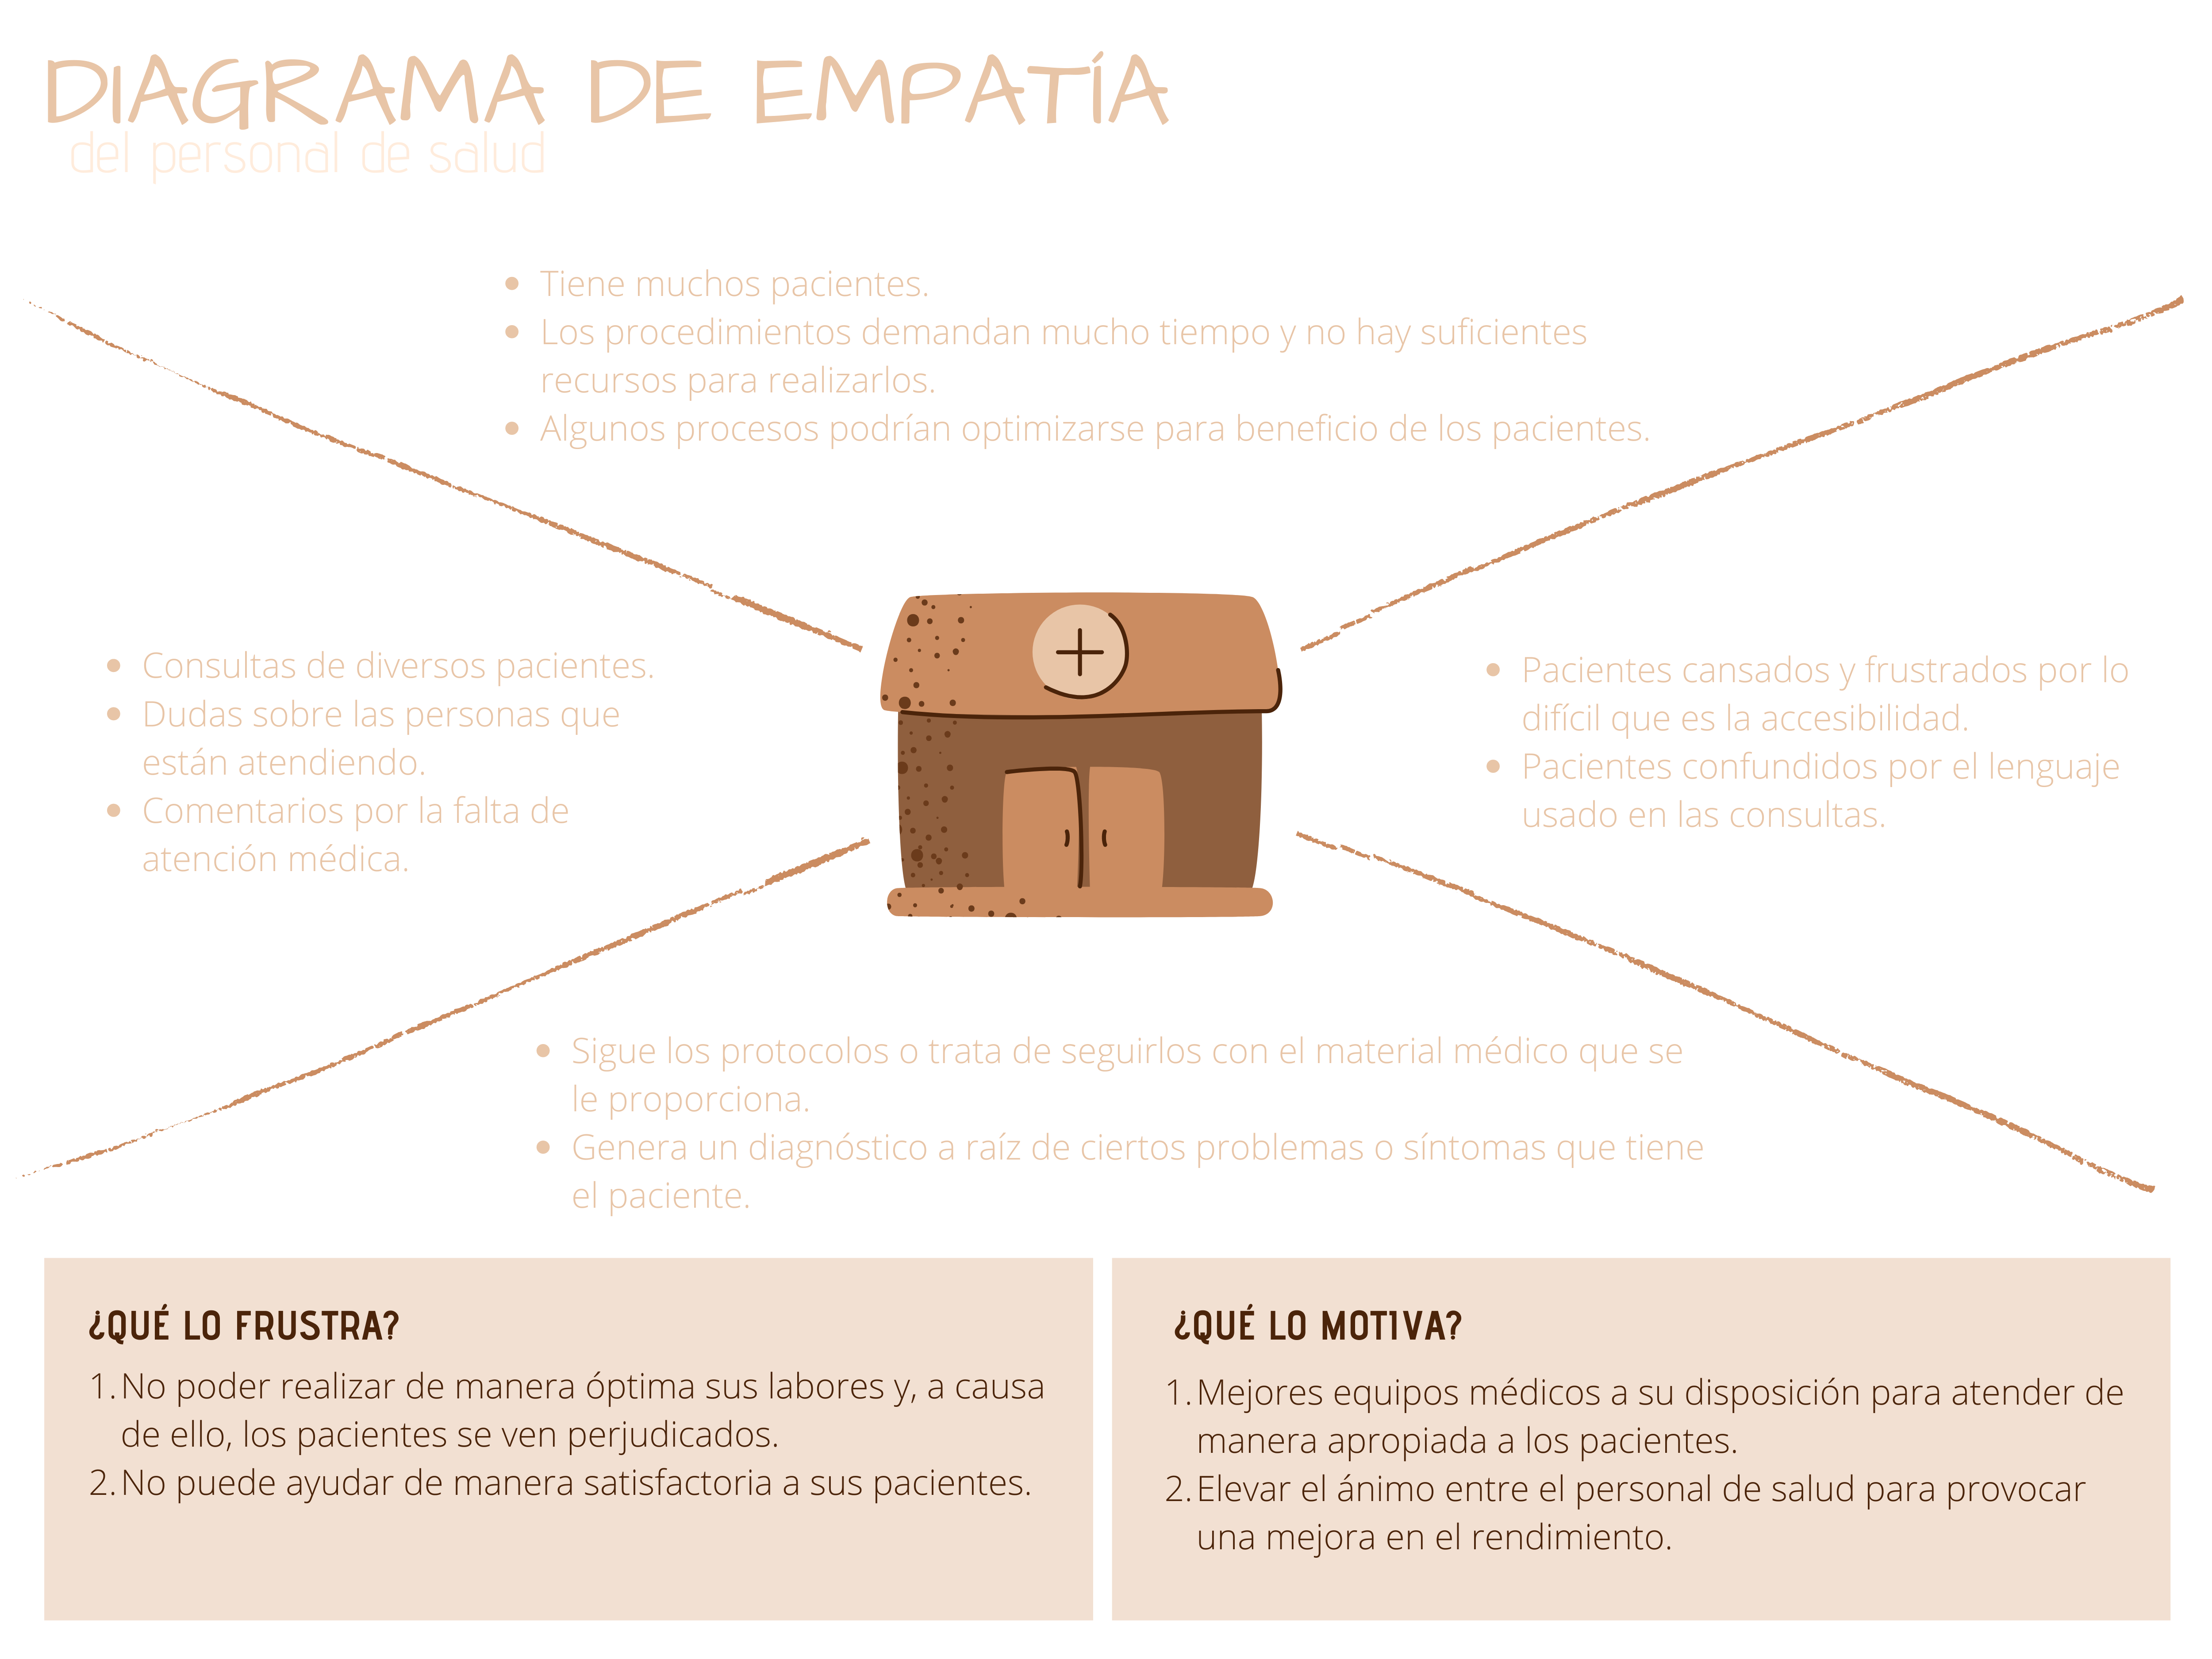 DIAGRAMA DE EMPATÍA
del personal de salud
• Tiene muchos pacientes.
• Los procedimientos demandan mucho tiempo y no hay suficientes
recursos para realizarlos.
• Algunos procesos podrían optimizarse para beneficio de los pacientes.
• Consultas de diversos pacientes.
• Dudas sobre las personas que
están atendiendo.
• Comentarios por la falta de
atención médica.
• Pacientes cansados y frustrados por lo
difícil que es la accesibilidad.
• Pacientes confundidos por el lenguaje
usado en las consultas.
• Sigue los protocolos o trata de seguirlos con el material médico que se
le proporciona.
• Genera un diagnóstico a raíz de ciertos problemas o síntomas que tiene
el paciente.
¿QUÉ LO FRUSTRA?
1. No poder realizar de manera óptima sus labores y, a causa
de ello, los pacientes se ven perjudicados.
2. No puede ayudar de manera satisfactoria a sus pacientes.
¿QUÉ LO MOTIVA?
1. Mejores equipos médicos a su disposición para atender de
manera apropiada a los pacientes.
2. Elevar el ánimo entre el personal de salud para provocar
una mejora en el rendimiento.